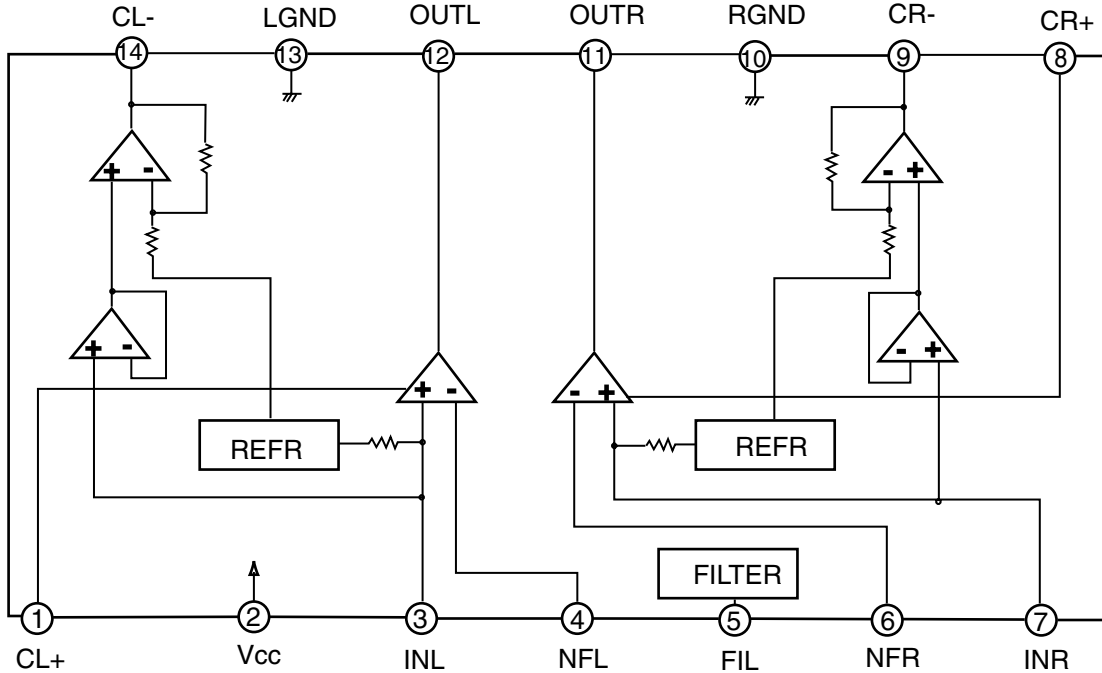 CL- LGND OUTL OUTR RGND CR- CR+
14 13 12 11 10 9 8
+ - - +
+ - - +
+ - - +
REFR REFR
FILTER
1 2 3 4 5 6 7
CL+ Vcc INL NFL FIL NFR INR